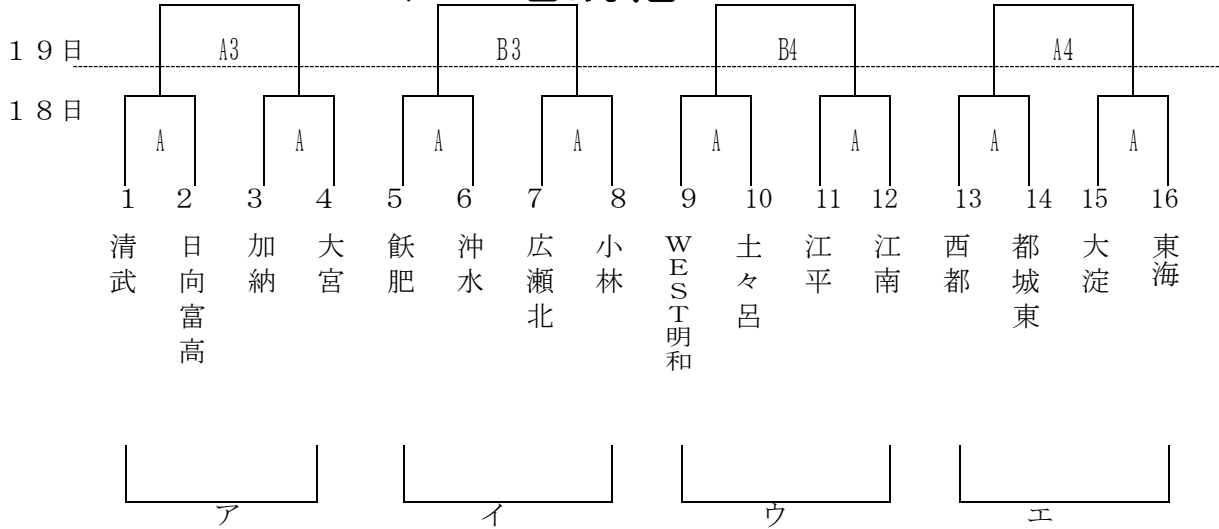 19日 A3 B3 B4 A4
18日
A A A A A A A A
1 2 3 4 5 6 7 8 9 10 11 12 13 14 15 16
清武
日向富高
加納
大宮
飫肥
沖水
広瀬北
小林
WEST明和
土々呂
江平
江南
西都
都城東
大淀
東海
ア イ ウ エ